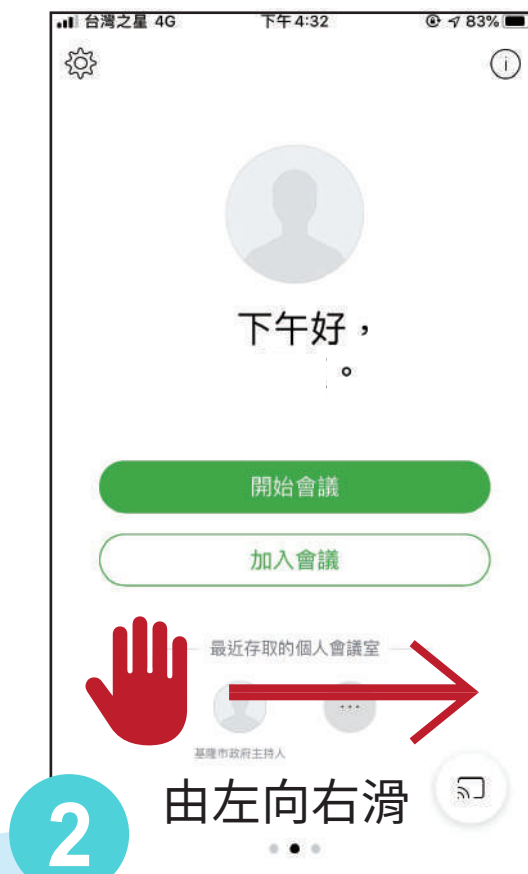 台灣之星 4G 下午4:32 83%
下午好，
。
開始會議
加入會議
最近存取的個人會議室
基隆市政府主持人
2 由左向右滑